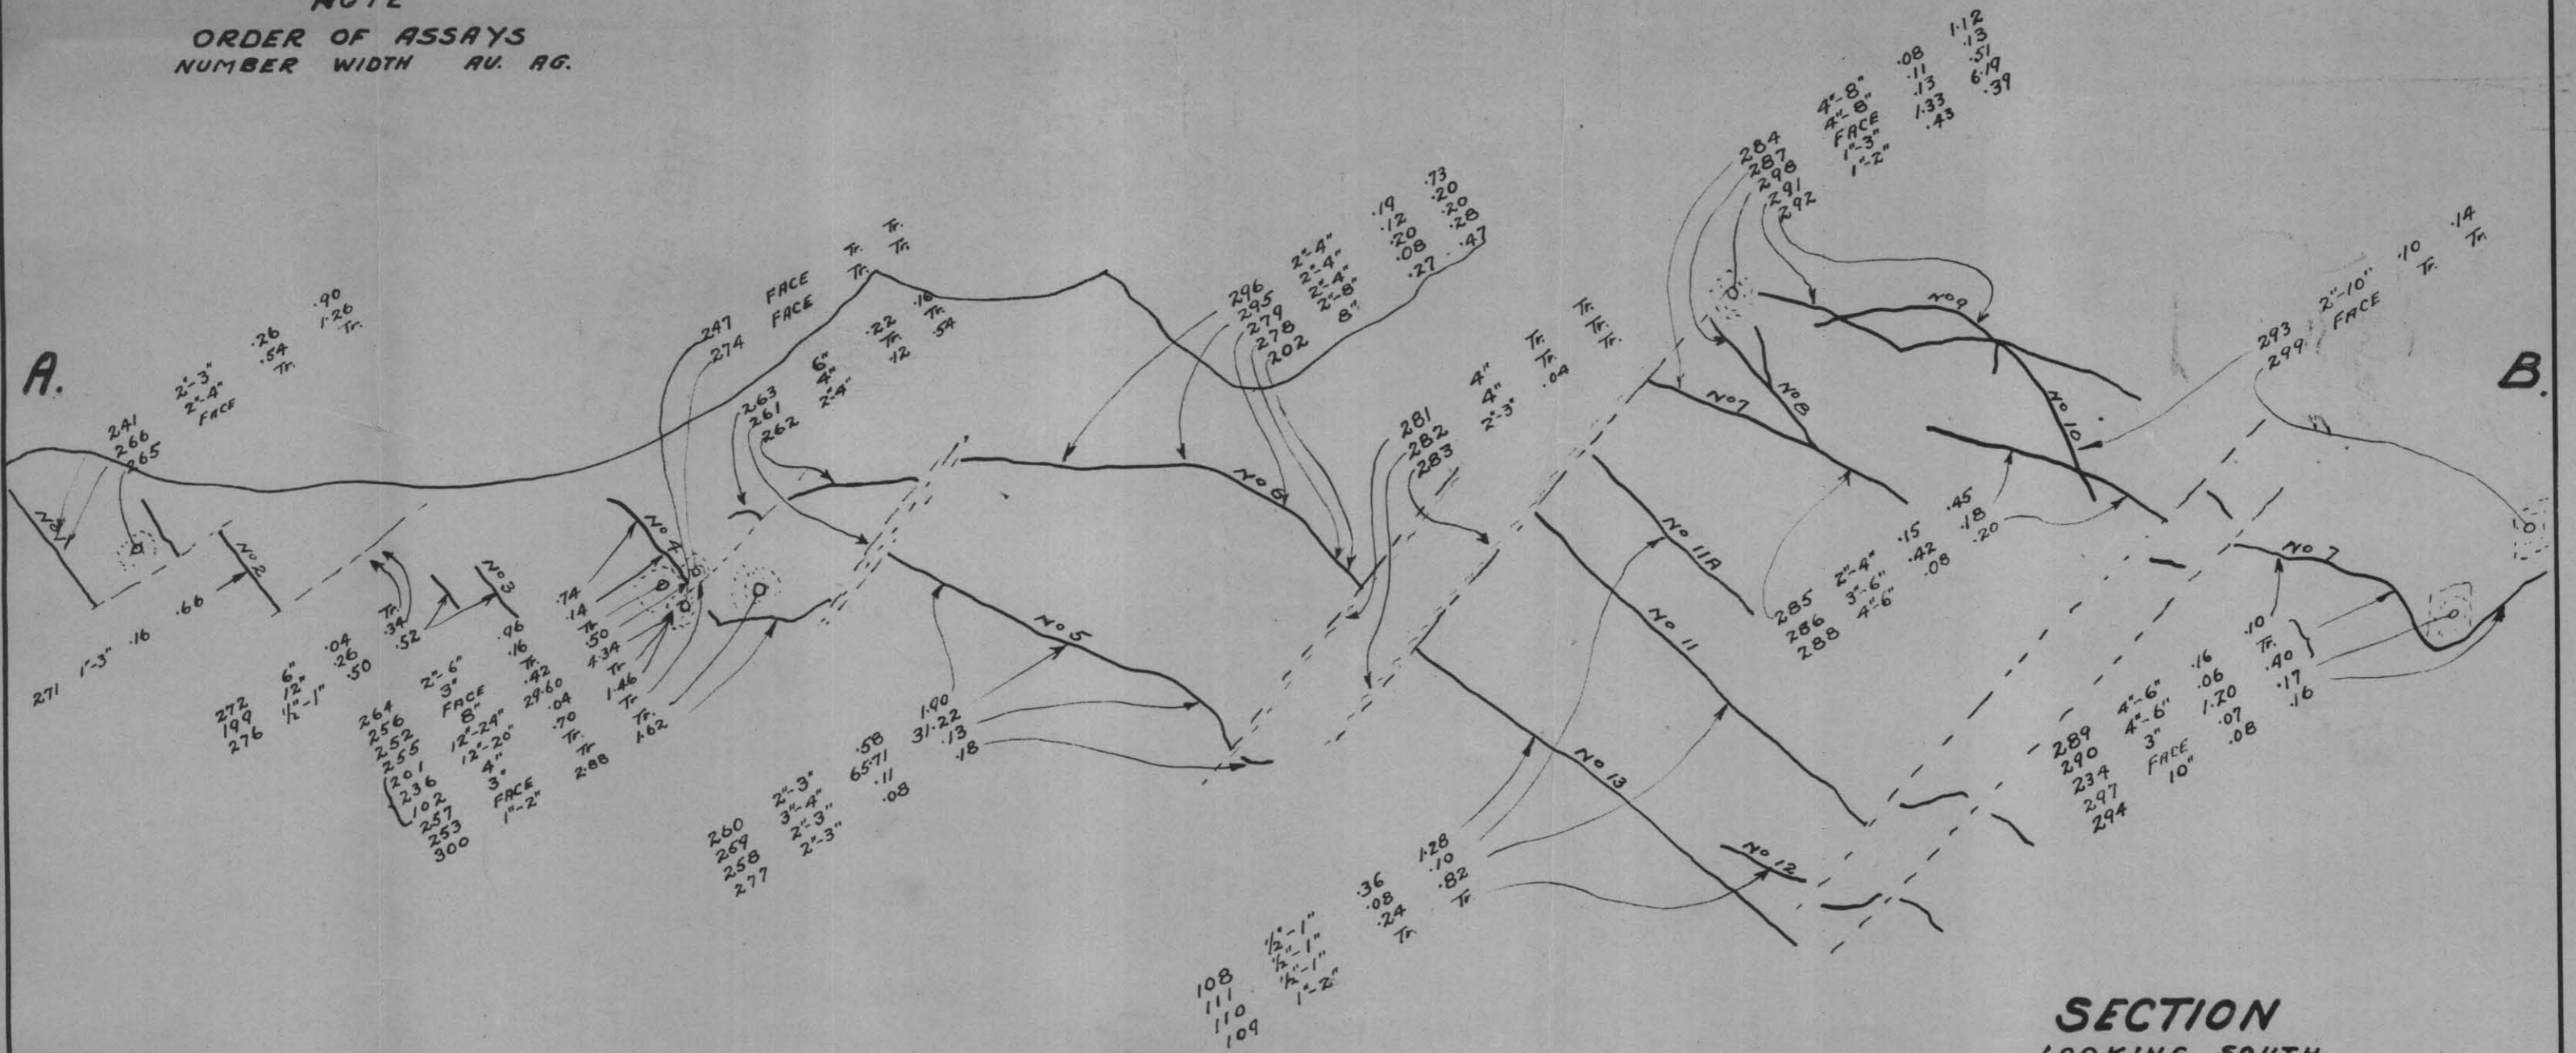 NOTE
ORDER OF ASSAYS
NUMBER WIDTH AU. AG.
A.
B.
241 2"-3" .26 .90
266 2"-4" .54 1.26
265 FACE Tr. Tr.
247 FACE Tr. Tr.
274 FACE Tr. Tr.
263 6" .22 .16
261 4" Tr. Tr.
262 2"-4" .12 .54
296 2"-4" .19 .73
295 2"-4" .12 .20
279 2"-4" .20 .20
278 2"-8" .08 .28
202 8" .27 .47
281 4" Tr. Tr.
282 4" Tr. Tr.
283 2"-3" .04 Tr.
284 4"-8" .08 1.12
287 4"-8" .11 .13
298 FACE .13 .51
291 1"-3" 1.33 6.19
292 1"-2" .43 .39
293 2"-10" .10 .14
299 FACE Tr. Tr.
No 1
No 2
No 3
No 4
No 5
No 6
No 7
No 8
No 9
No 10
No 11A
No 11
No 13
No 12
No 7
271 1"-3" .16 .66
272 6" .04 Tr.
199 12" .26 .34
276 1/2"-1" .50 .52
264 2"-6" .96 .74
256 3" .16 .14
252 FACE Tr. Tr.
255 8" .42 .50
201 12"-24" 29.60 4.34
236 12"-20" .04 Tr
102 4" .70 1.46
257 3" Tr. Tr
253 FACE Tr Tr.
300 1"-2" 2.88 1.62
260 2"-3" .58 1.90
269 3"-4" 65.71 31.22
258 2"-3" .11 .13
277 2"-3" .08 .18
108 1/2"-1" .36 1.28
111 1/2"-1" .08 .10
110 1/2"-1" .24 .82
109 1"-2" Tr. Tr
285 2"-4" .15 .45
286 3"-6" .42 .18
288 4"-6" .08 .20
289 4"-6" .16 .10
290 4"-6" .06 Tr.
234 3" 1.20 .40
297 FACE .07 .17
294 10" .08 .16
SECTION
LOOKING SOUTH